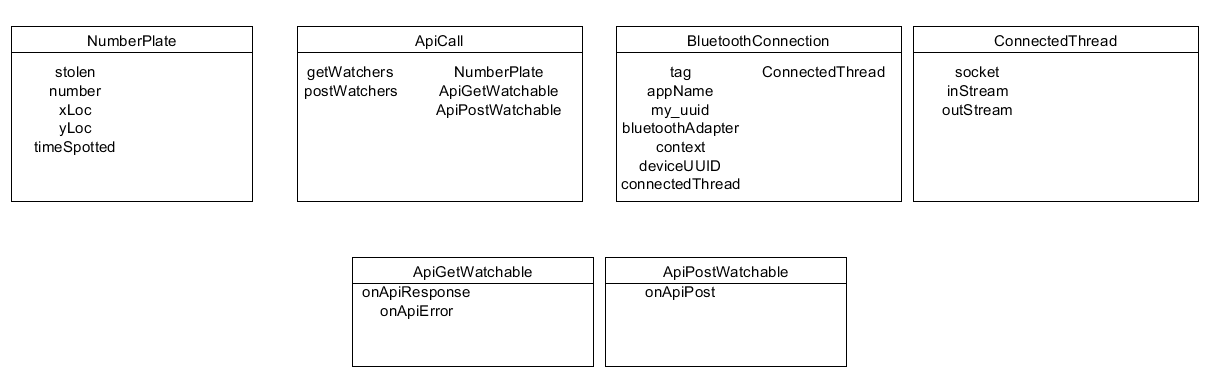 NumberPlate
stolen
number
xLoc
yLoc
timeSpotted
ApiCall
getWatchers NumberPlate
postWatchers ApiGetWatchable
ApiPostWatchable
BluetoothConnection
tag ConnectedThread
appName
my_uuid
bluetoothAdapter
context
deviceUUID
connectedThread
ConnectedThread
socket
inStream
outStream
ApiGetWatchable
onApiResponse
onApiError
ApiPostWatchable
onApiPost